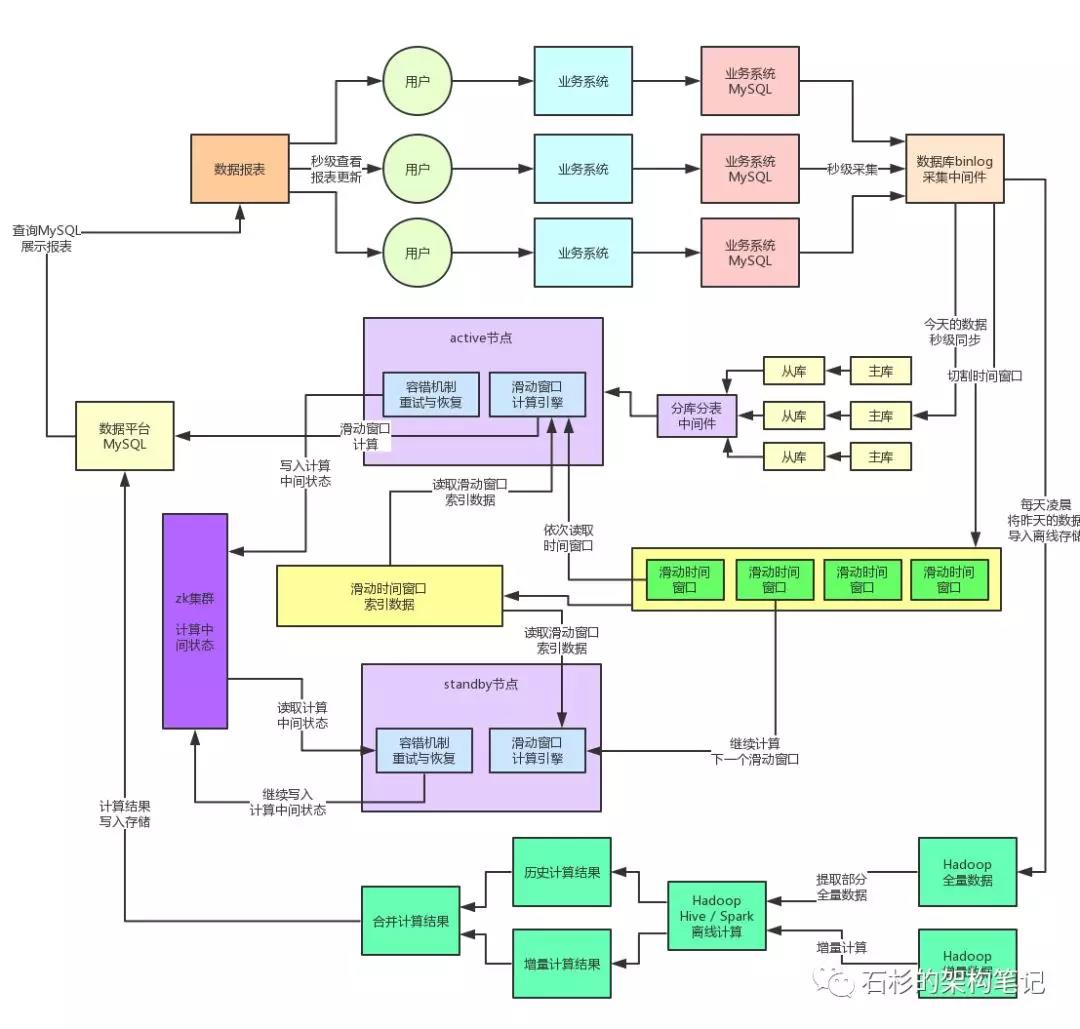 用户
业务系统
业务系统
MySQL
数据报表
秒级查看
报表更新
用户
业务系统
业务系统
MySQL
秒级采集
数据库binlog
采集中间件
查询MySQL
展示报表
用户
业务系统
业务系统
MySQL
active节点
今天的数据
秒级同步
切割时间窗口
容错机制
重试与恢复
滑动窗口
计算引擎
分库分表
中间件
从库
主库
从库
主库
从库
主库
数据平台
MySQL
滑动窗口
计算
写入计算
中间状态
读取滑动窗口
索引数据
依次读取
时间窗口
每天凌晨
将昨天的数据
导入离线存储
滑动时间
窗口
滑动时间
窗口
滑动时间
窗口
滑动时间
窗口
滑动时间窗口
索引数据
zk集群
计算中
间状态
读取滑动窗口
索引数据
standby节点
读取计算
中间状态
容错机制
重试与恢复
滑动窗口
计算引擎
继续计算
下一个滑动窗口
继续写入
计算中间状态
计算结果
写入存储
历史计算结果
提取部分
全量数据
Hadoop
全量数据
合并计算结果
Hadoop
Hive / Spark
离线计算
增量计算结果
增量计算
Hadoop
增量数据
石杉的架构笔记